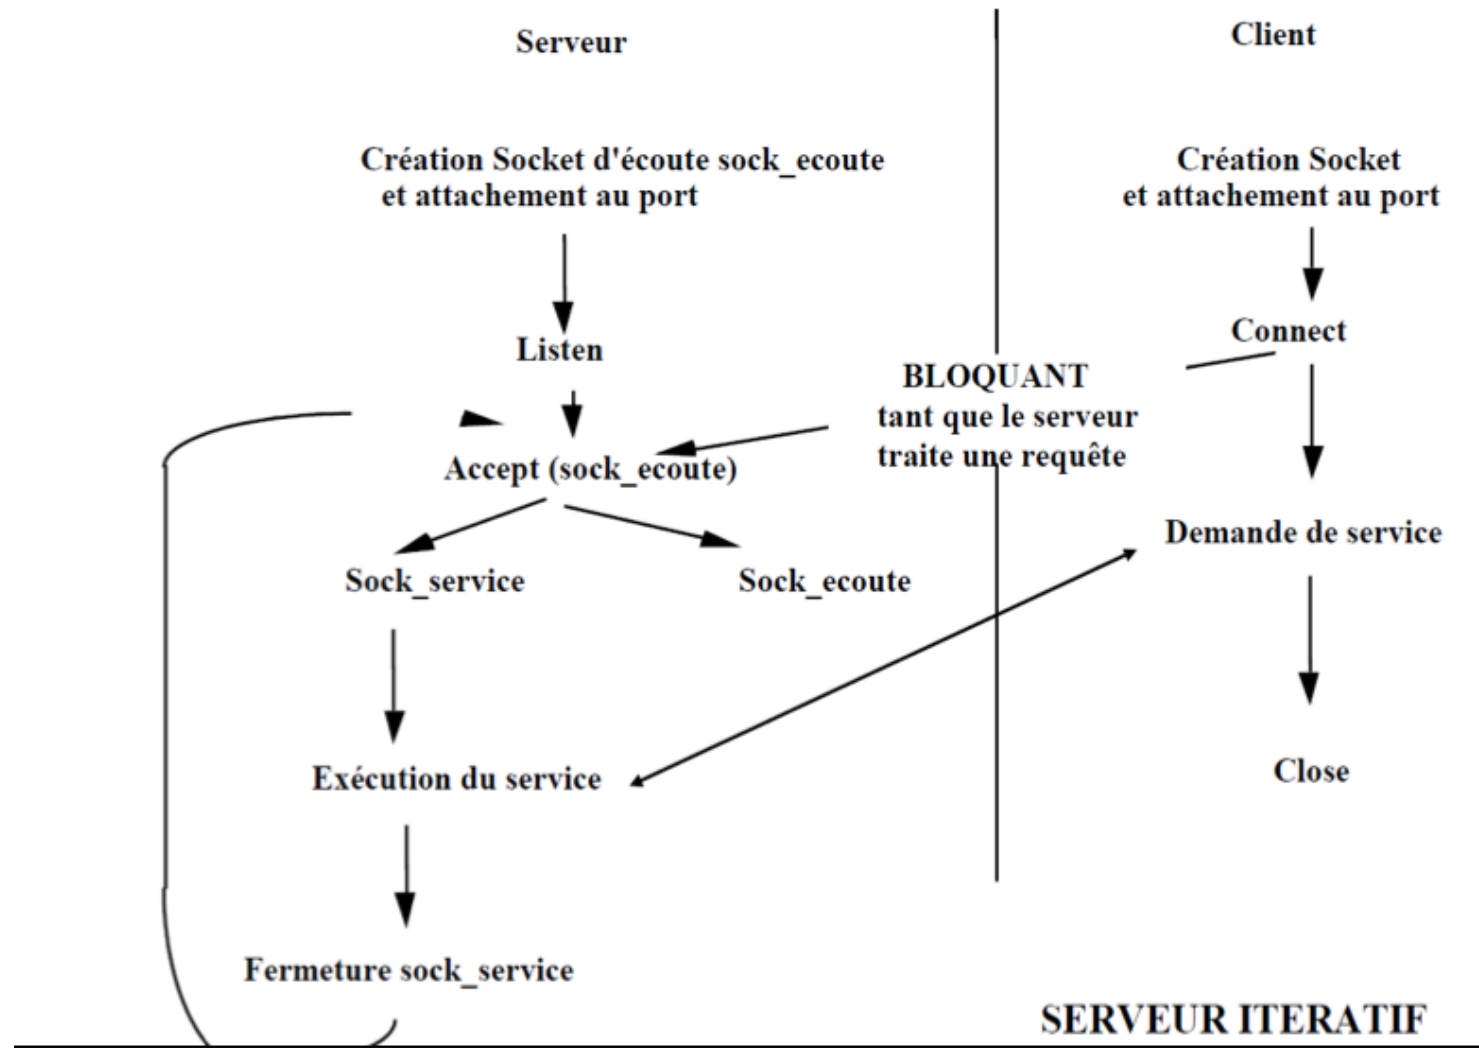 Serveur
Client
Création Socket d'écoute sock_ecoute
et attachement au port
Création Socket
et attachement au port
Listen
Connect
BLOQUANT
tant que le serveur
traite une requête
Accept (sock_ecoute)
Demande de service
Sock_service
Sock_ecoute
Exécution du service
Close
Fermeture sock_service
SERVEUR ITERATIF